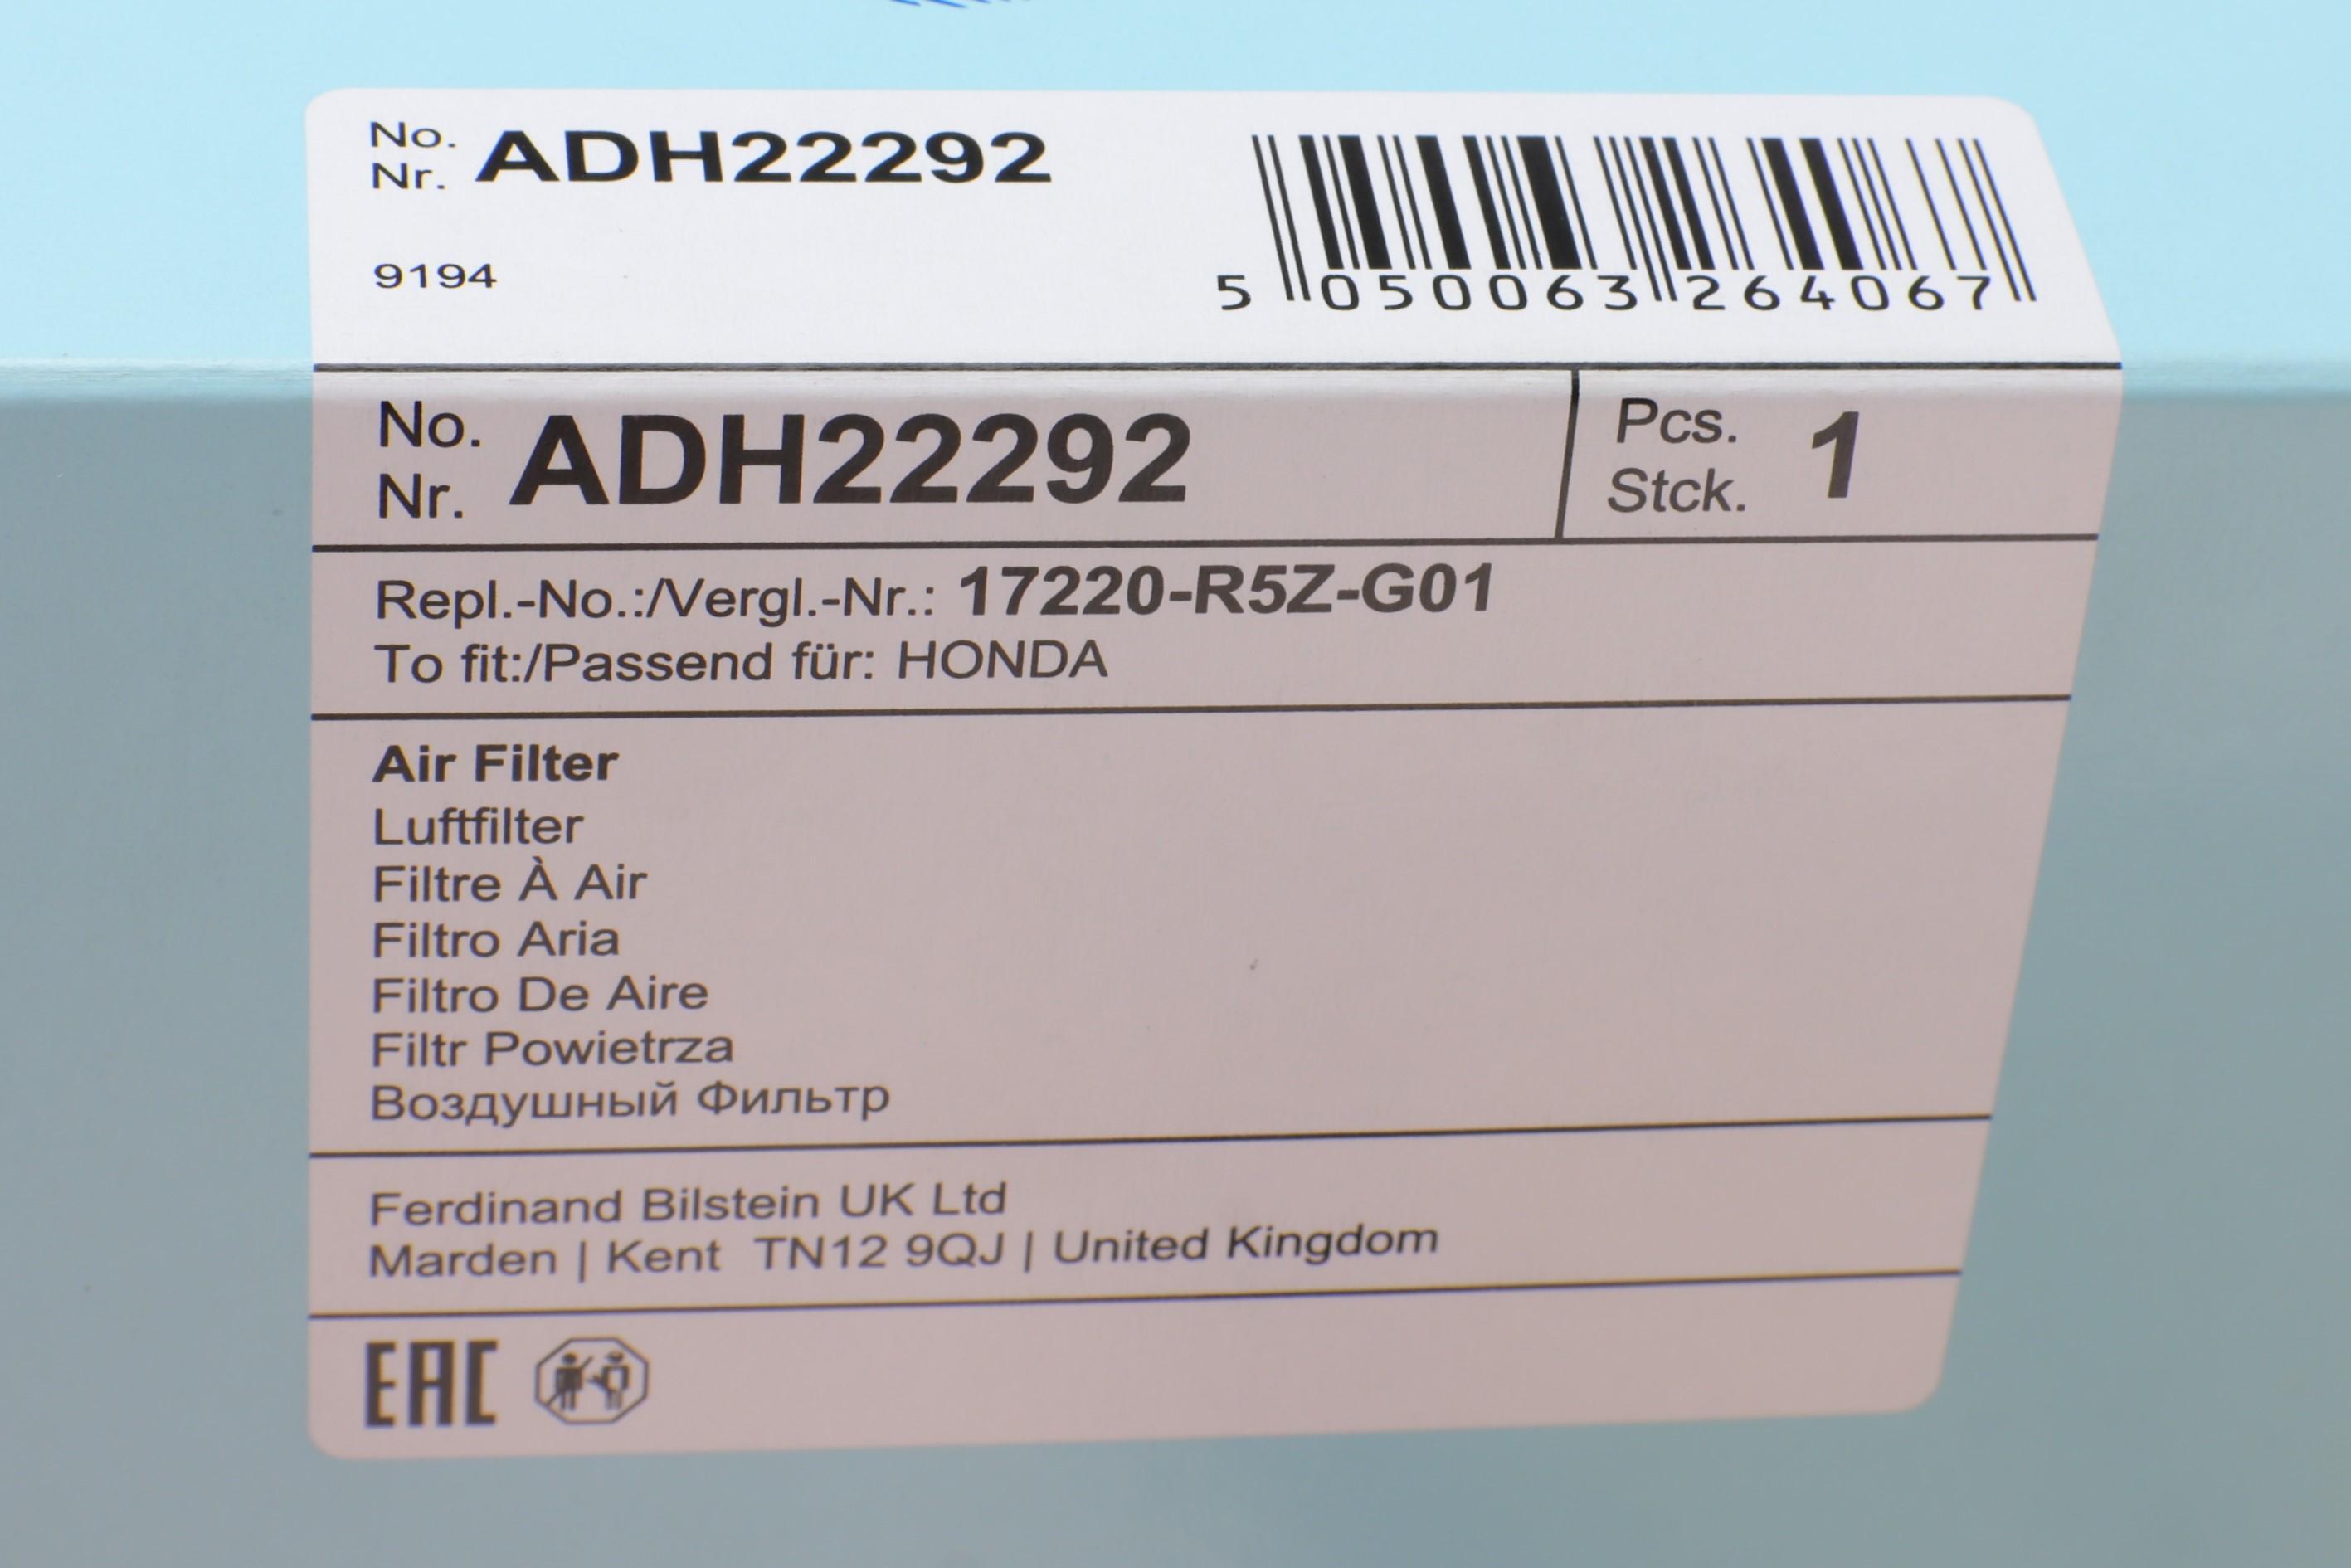 No. ADH22292
Nr.
9194
5 050063 264067
No. ADH22292
Nr.
Pcs. 1
Stck.
Repl.-No.:/Vergl.-Nr.: 17220-R5Z-G01
To fit:/Passend für: HONDA
Air Filter
Luftfilter
Filtre À Air
Filtro Aria
Filtro De Aire
Filtr Powietrza
Воздушный Фильтр
Ferdinand Bilstein UK Ltd
Marden | Kent TN12 9QJ | United Kingdom
EAC